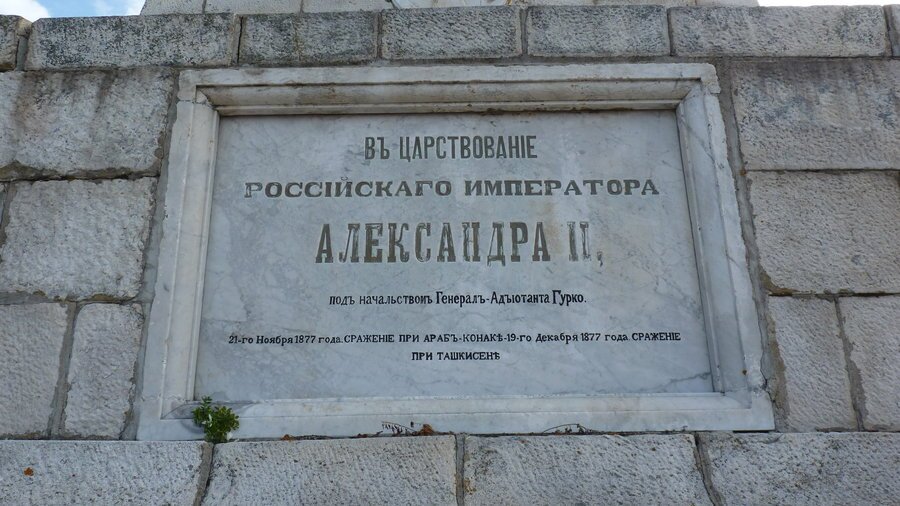 ВЪ ЦАРСТВОВАНІЕ
РОССІЙСКАГО ИМПЕРАТОРА
АЛЕКСАНДРА II,
подъ начальствоиъ Генералъ-Адъютанта Гурко.
21-го Ноября 1877 года. СРАЖЕНІЕ ПРИ АРАБЪ-КОНАКѢ-19-го Декабря 1877 года. СРАЖЕНІЕ
ПРИ ТАШКИСЕНѢ